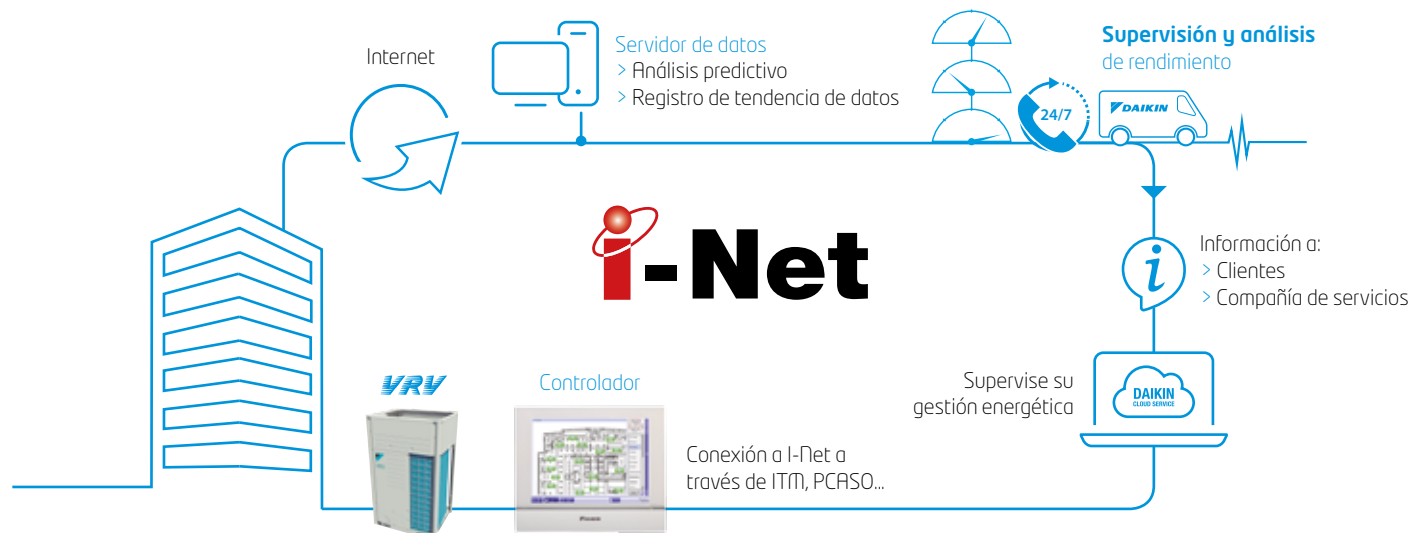 Internet
Servidor de datos
> Análisis predictivo
> Registro de tendencia de datos
24/7
DAIKIN
Supervisión y análisis
de rendimiento
i-Net
Información a:
> Clientes
> Compañía de servicios
VRV
Controlador
Conexión a I-Net a
través de ITM, PCASO...
DAIKIN
Supervise su
gestión energética
DAIKIN
CLOUD SERVICE